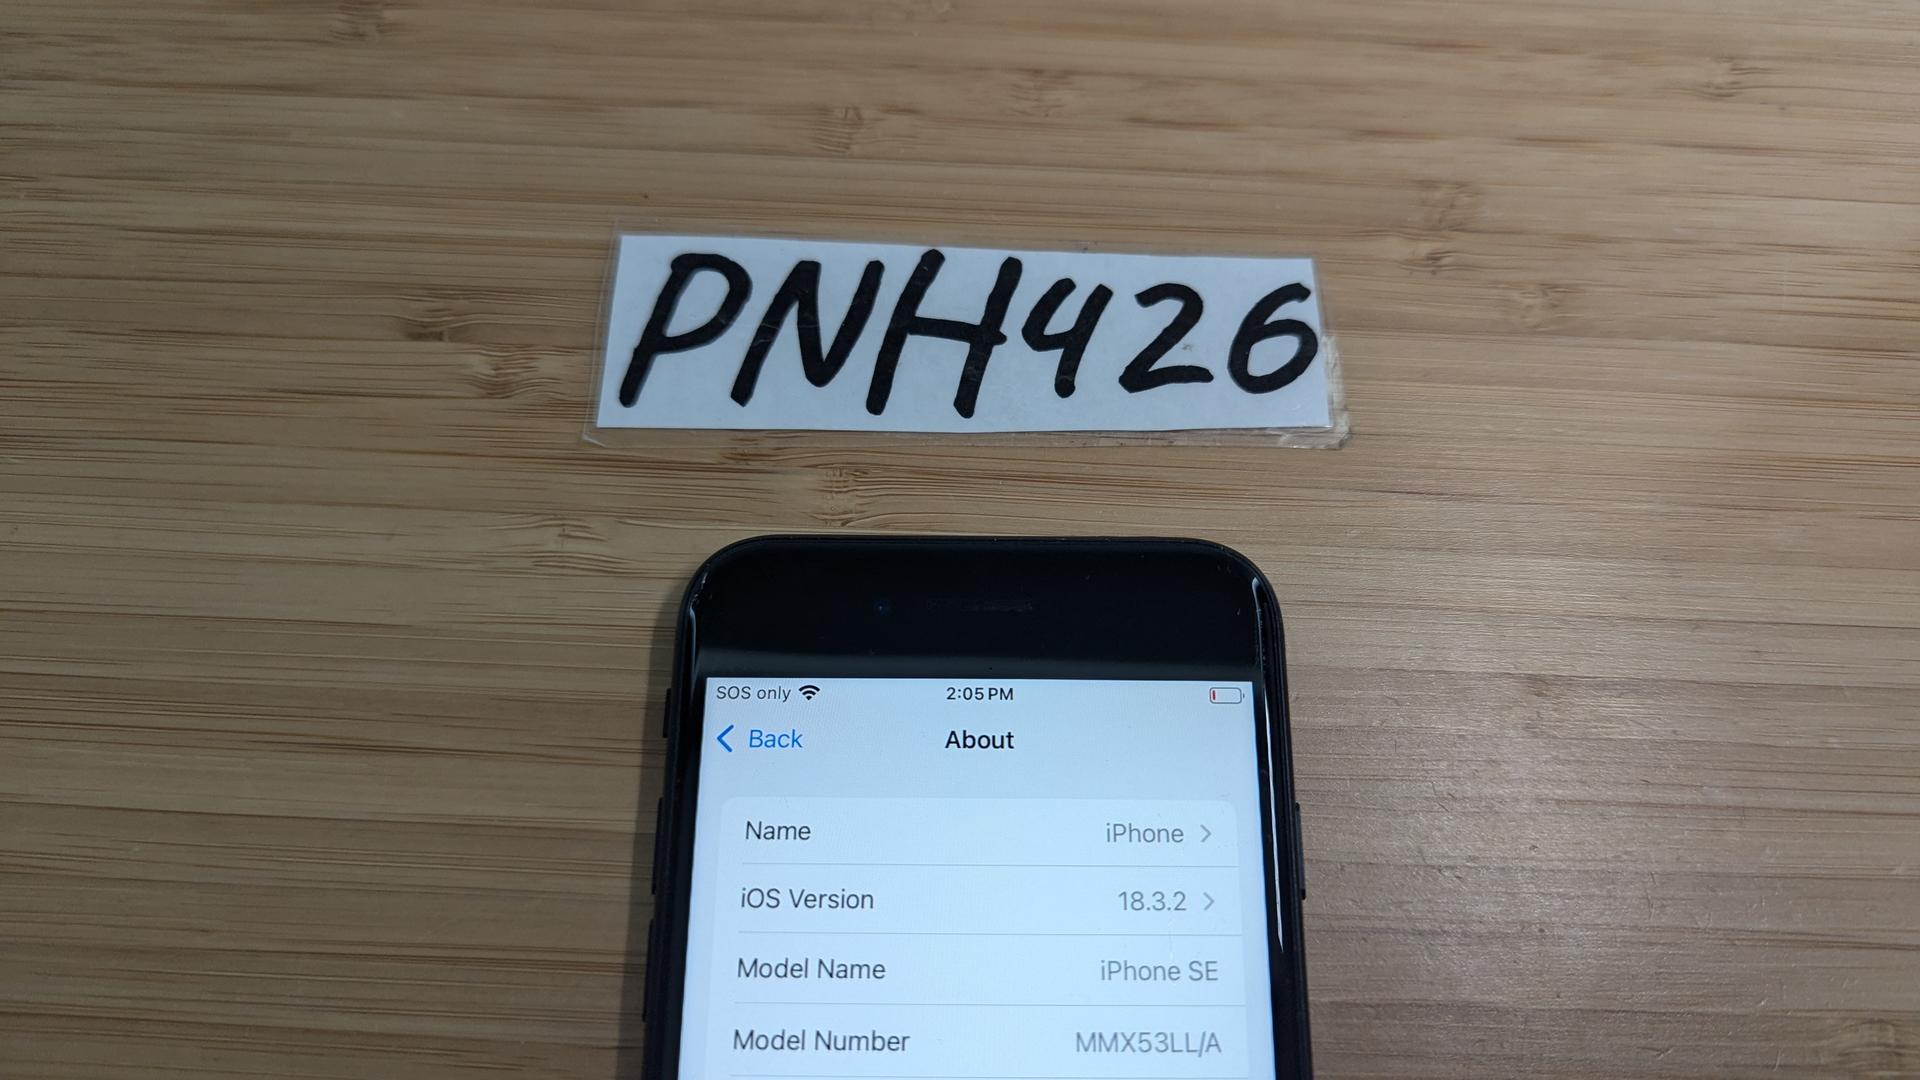 PNH426
SOS only 2:05 PM
Back About
Name iPhone
iOS Version 18.3.2
Model Name iPhone SE
Model Number MMX53LL/A